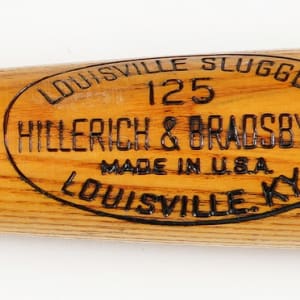 LOUISVILLE SLUGGE
125
HILLERICH & BRADSBY
MADE IN U.S.A.
LOUISVILLE. KY.